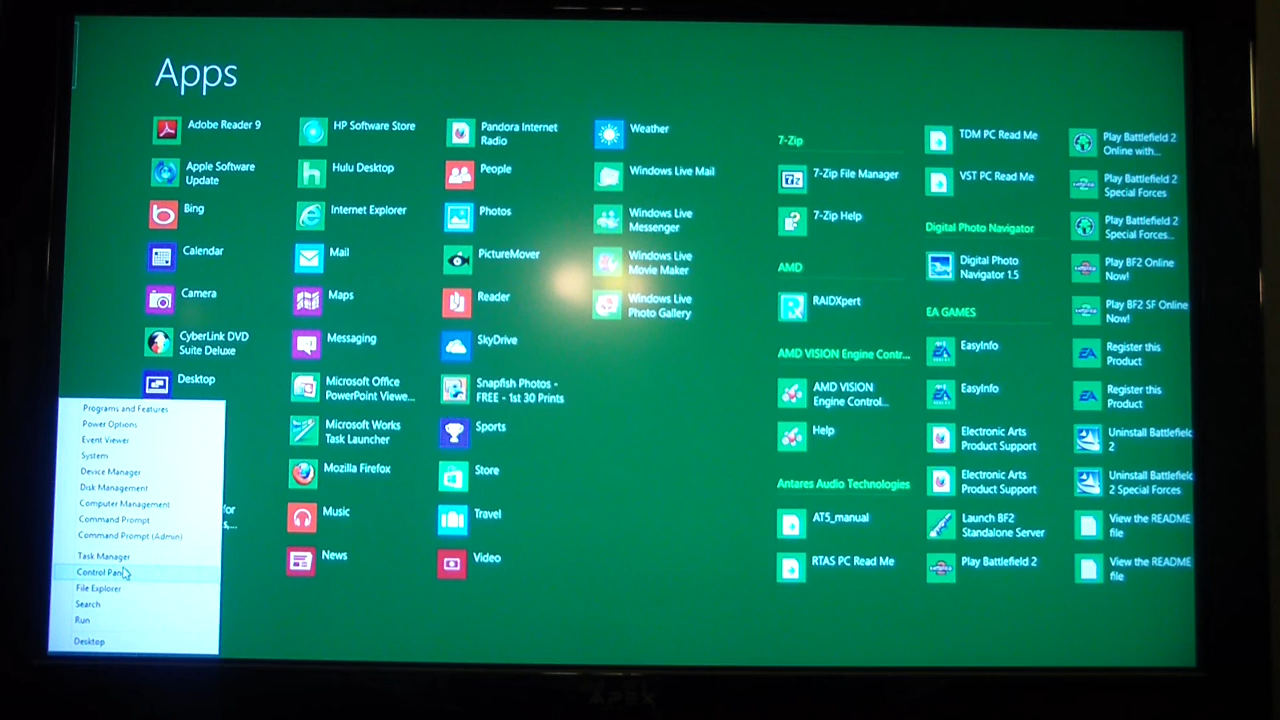 Apps
Adobe Reader 9
Apple Software
Update
Bing
Calendar
Camera
CyberLink DVD
Suite Deluxe
Desktop
for
s,...
HP Software Store
Hulu Desktop
Internet Explorer
Mail
Maps
Messaging
Microsoft Office
PowerPoint Viewe...
Microsoft Works
Task Launcher
Mozilla Firefox
Music
News
Pandora Internet
Radio
People
Photos
PictureMover
Reader
SkyDrive
Snapfish Photos -
FREE - 1st 30 Prints
Sports
Store
Travel
Video
Weather
Windows Live Mail
Windows Live
Messenger
Windows Live
Movie Maker
Windows Live
Photo Gallery
7-Zip
7-Zip File Manager
7-Zip Help
AMD
RAIDXpert
AMD VISION Engine Contr...
AMD VISION
Engine Control...
Help
Antares Audio Technologies
AT5_manual
RTAS PC Read Me
TDM PC Read Me
VST PC Read Me
Digital Photo Navigator
Digital Photo
Navigator 1.5
EA GAMES
EasyInfo
EasyInfo
Electronic Arts
Product Support
Electronic Arts
Product Support
Launch BF2
Standalone Server
Play Battlefield 2
Play Battlefield 2
Online with...
Play Battlefield 2
Special Forces
Play Battlefield 2
Special Forces...
Play BF2 Online
Now!
Play BF2 SF Online
Now!
Register this
Product
Register this
Product
Uninstall Battlefield
2
Uninstall Battlefield
2 Special Forces
View the README
file
View the README
file
Programs and Features
Power Options
Event Viewer
System
Device Manager
Disk Management
Computer Management
Command Prompt
Command Prompt (Admin)
Task Manager
Control Panel
File Explorer
Search
Run
Desktop